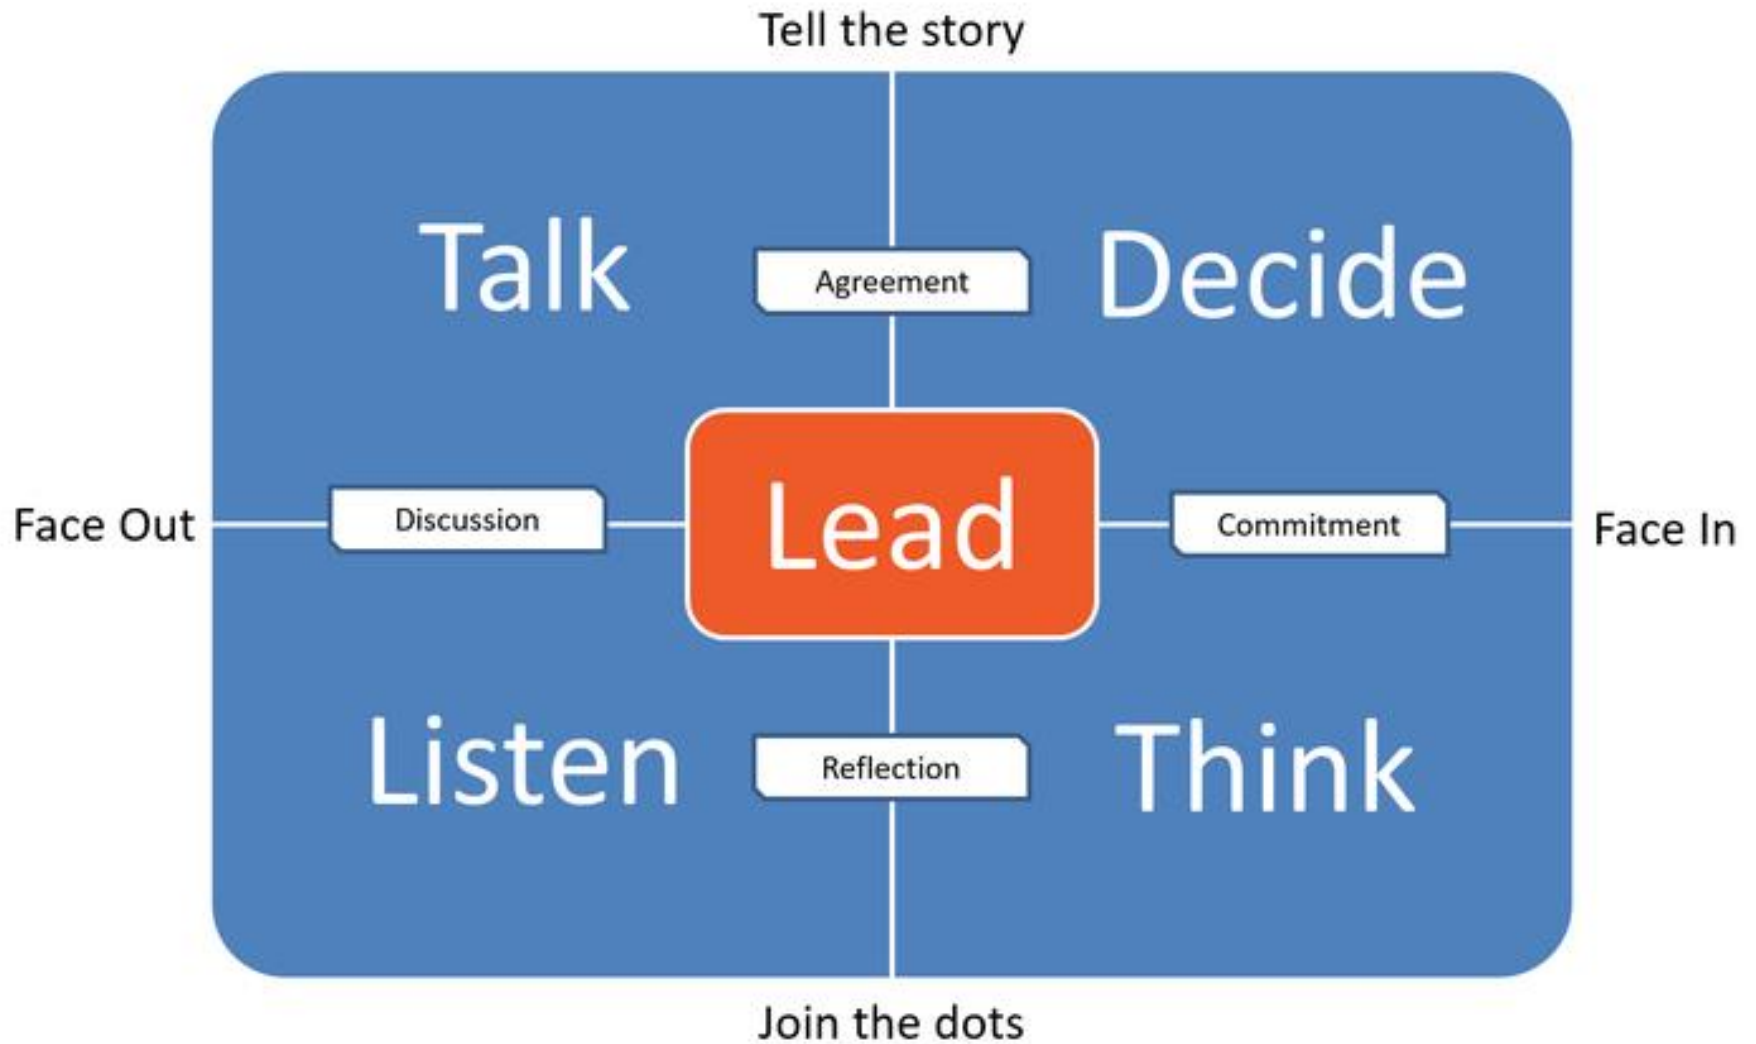 Tell the story
Talk
Agreement
Decide
Face Out
Discussion
Lead
Commitment
Face In
Listen
Reflection
Think
Join the dots